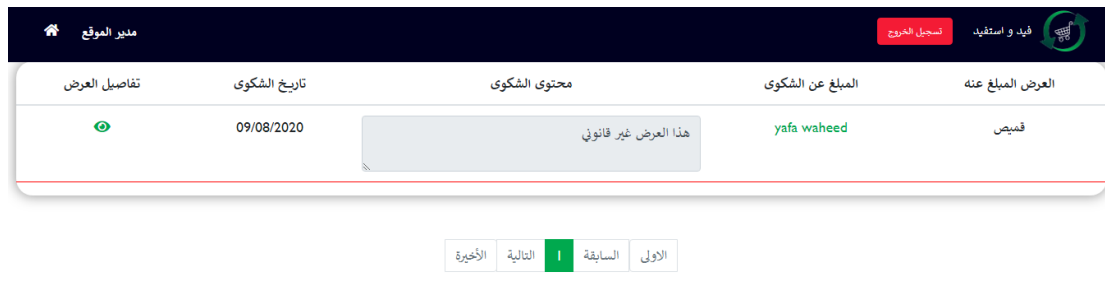 فيد و استفيد تسجيل الخروج مدير الموقع
العرض المبلغ عنه المبلغ عن الشكوى محتوى الشكوى تاريخ الشكوى تفاصيل العرض
قميص yafa waheed هذا العرض غير قانوني 09/08/2020
الاولى السابقة 1 التالية الأخيرة